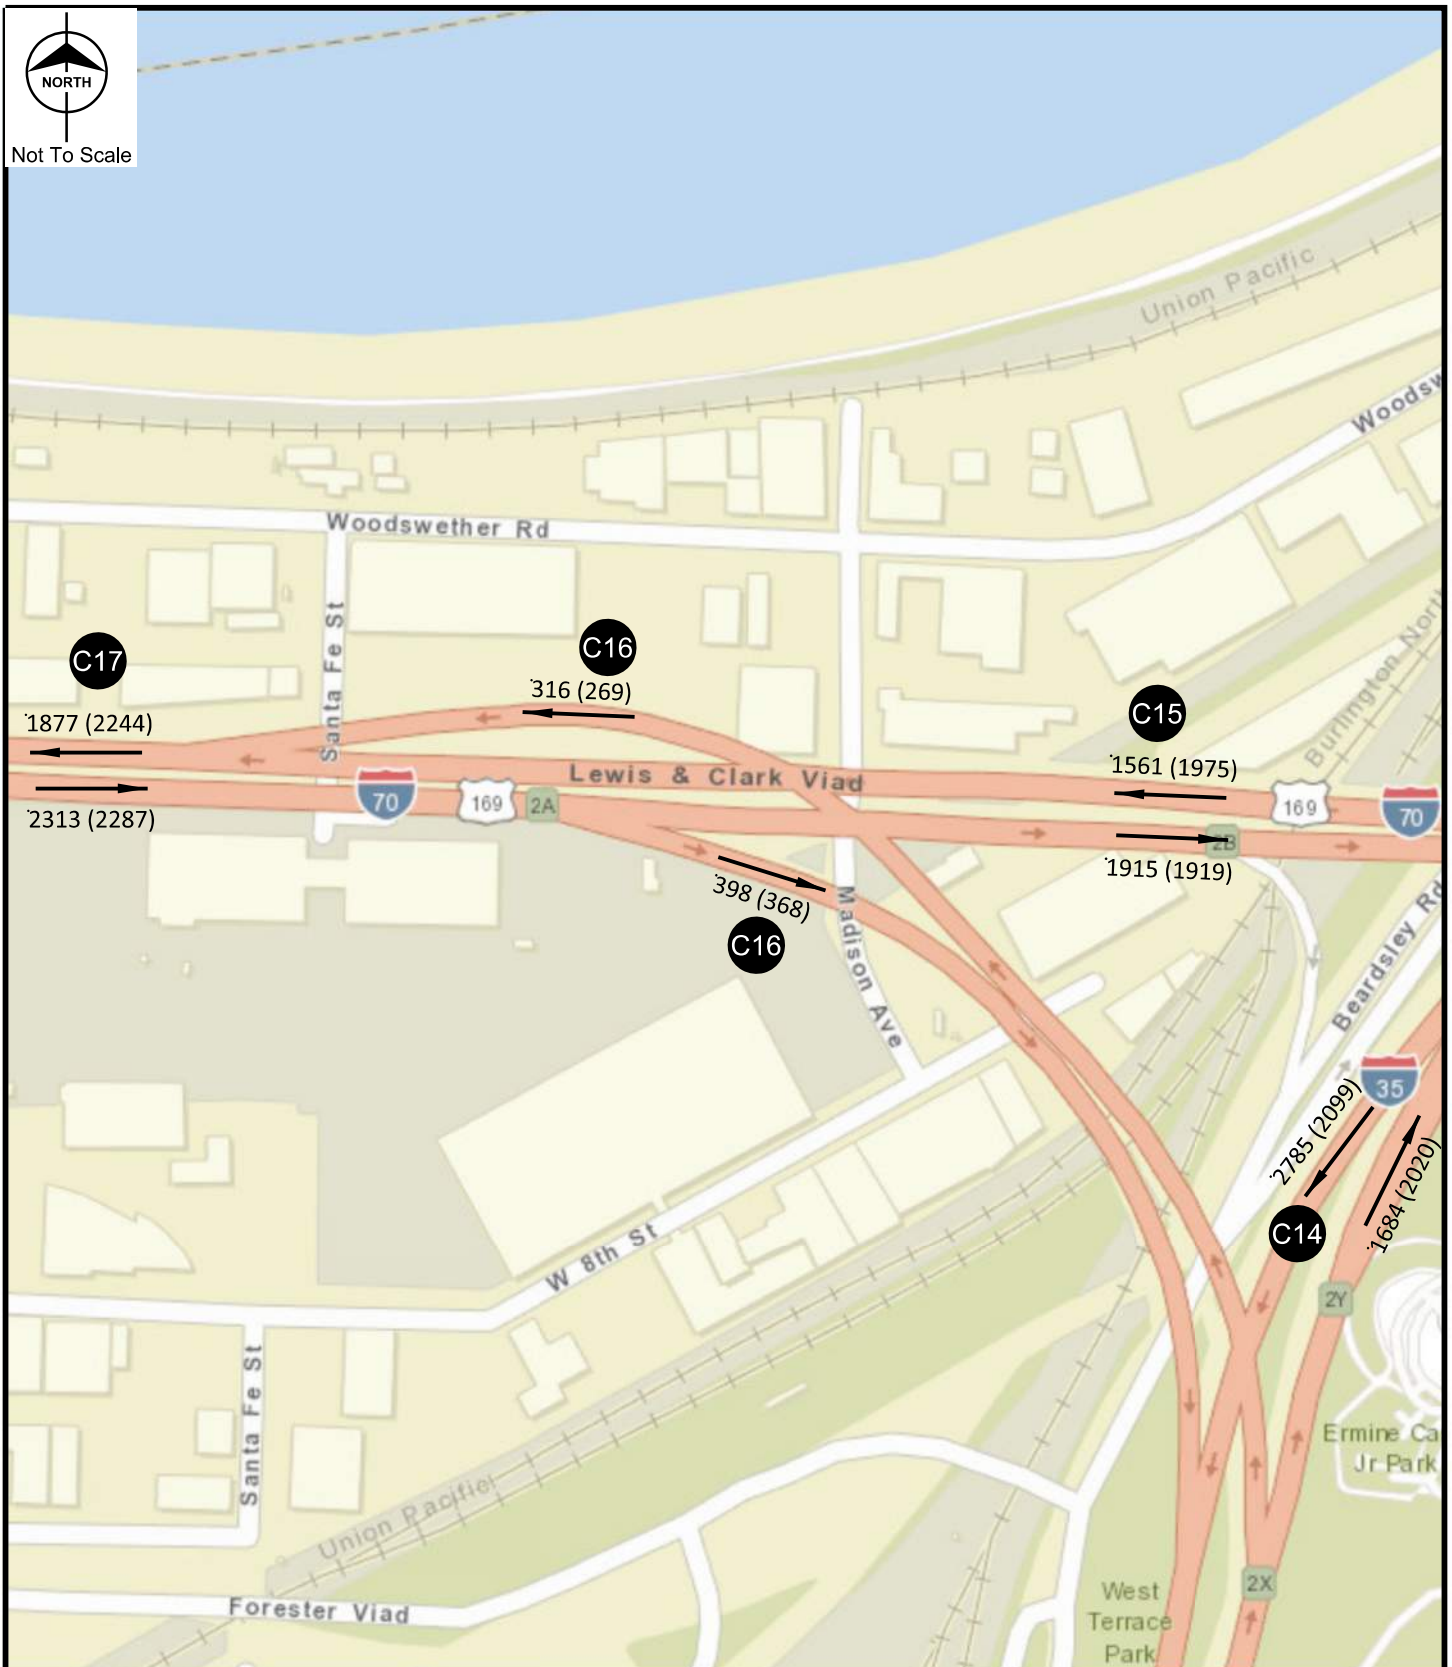 NORTH
Not To Scale
Union Pacific
Woodsw
Woodswether Rd
Santa Fe St
Burlington North
C17
C16
316 (269)
C15
1877 (2244)
1561 (1975)
Lewis & Clark Viad
70
169
2A
169
70
2313 (2287)
2B
1915 (1919)
398 (368)
C16
Madison Ave
Beardsley Rd
35
2785 (2099)
1684 (2020)
C14
W 8th St
2Y
Santa Fe St
Ermine Ca
Jr Park
Union Pacific
2X
Forester Viad
West
Terrace
Park